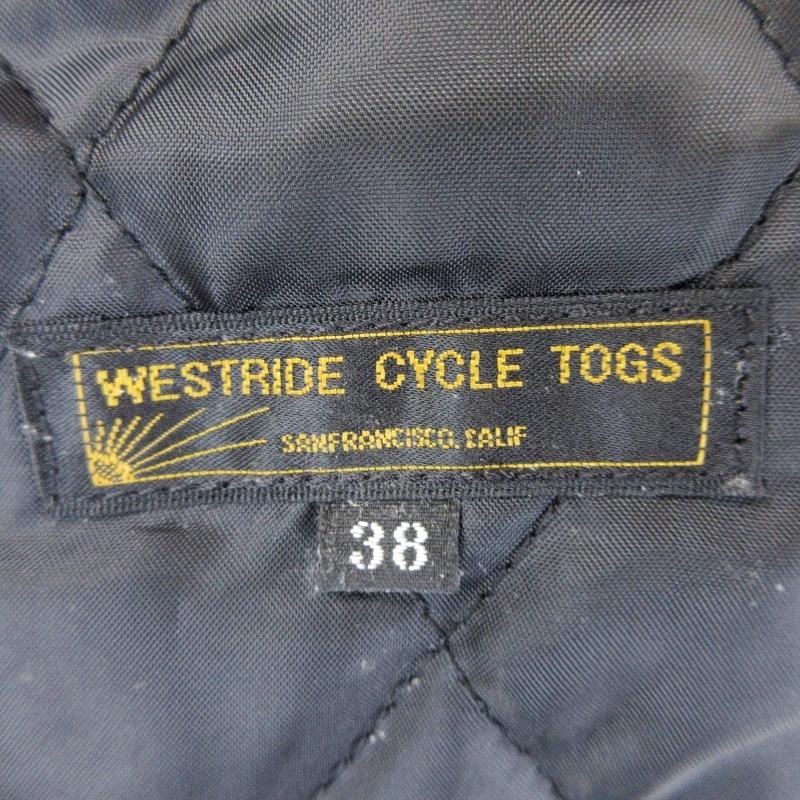 WESTRIDE CYCLE TOGS
SANFRANCISCO, CALIF
38